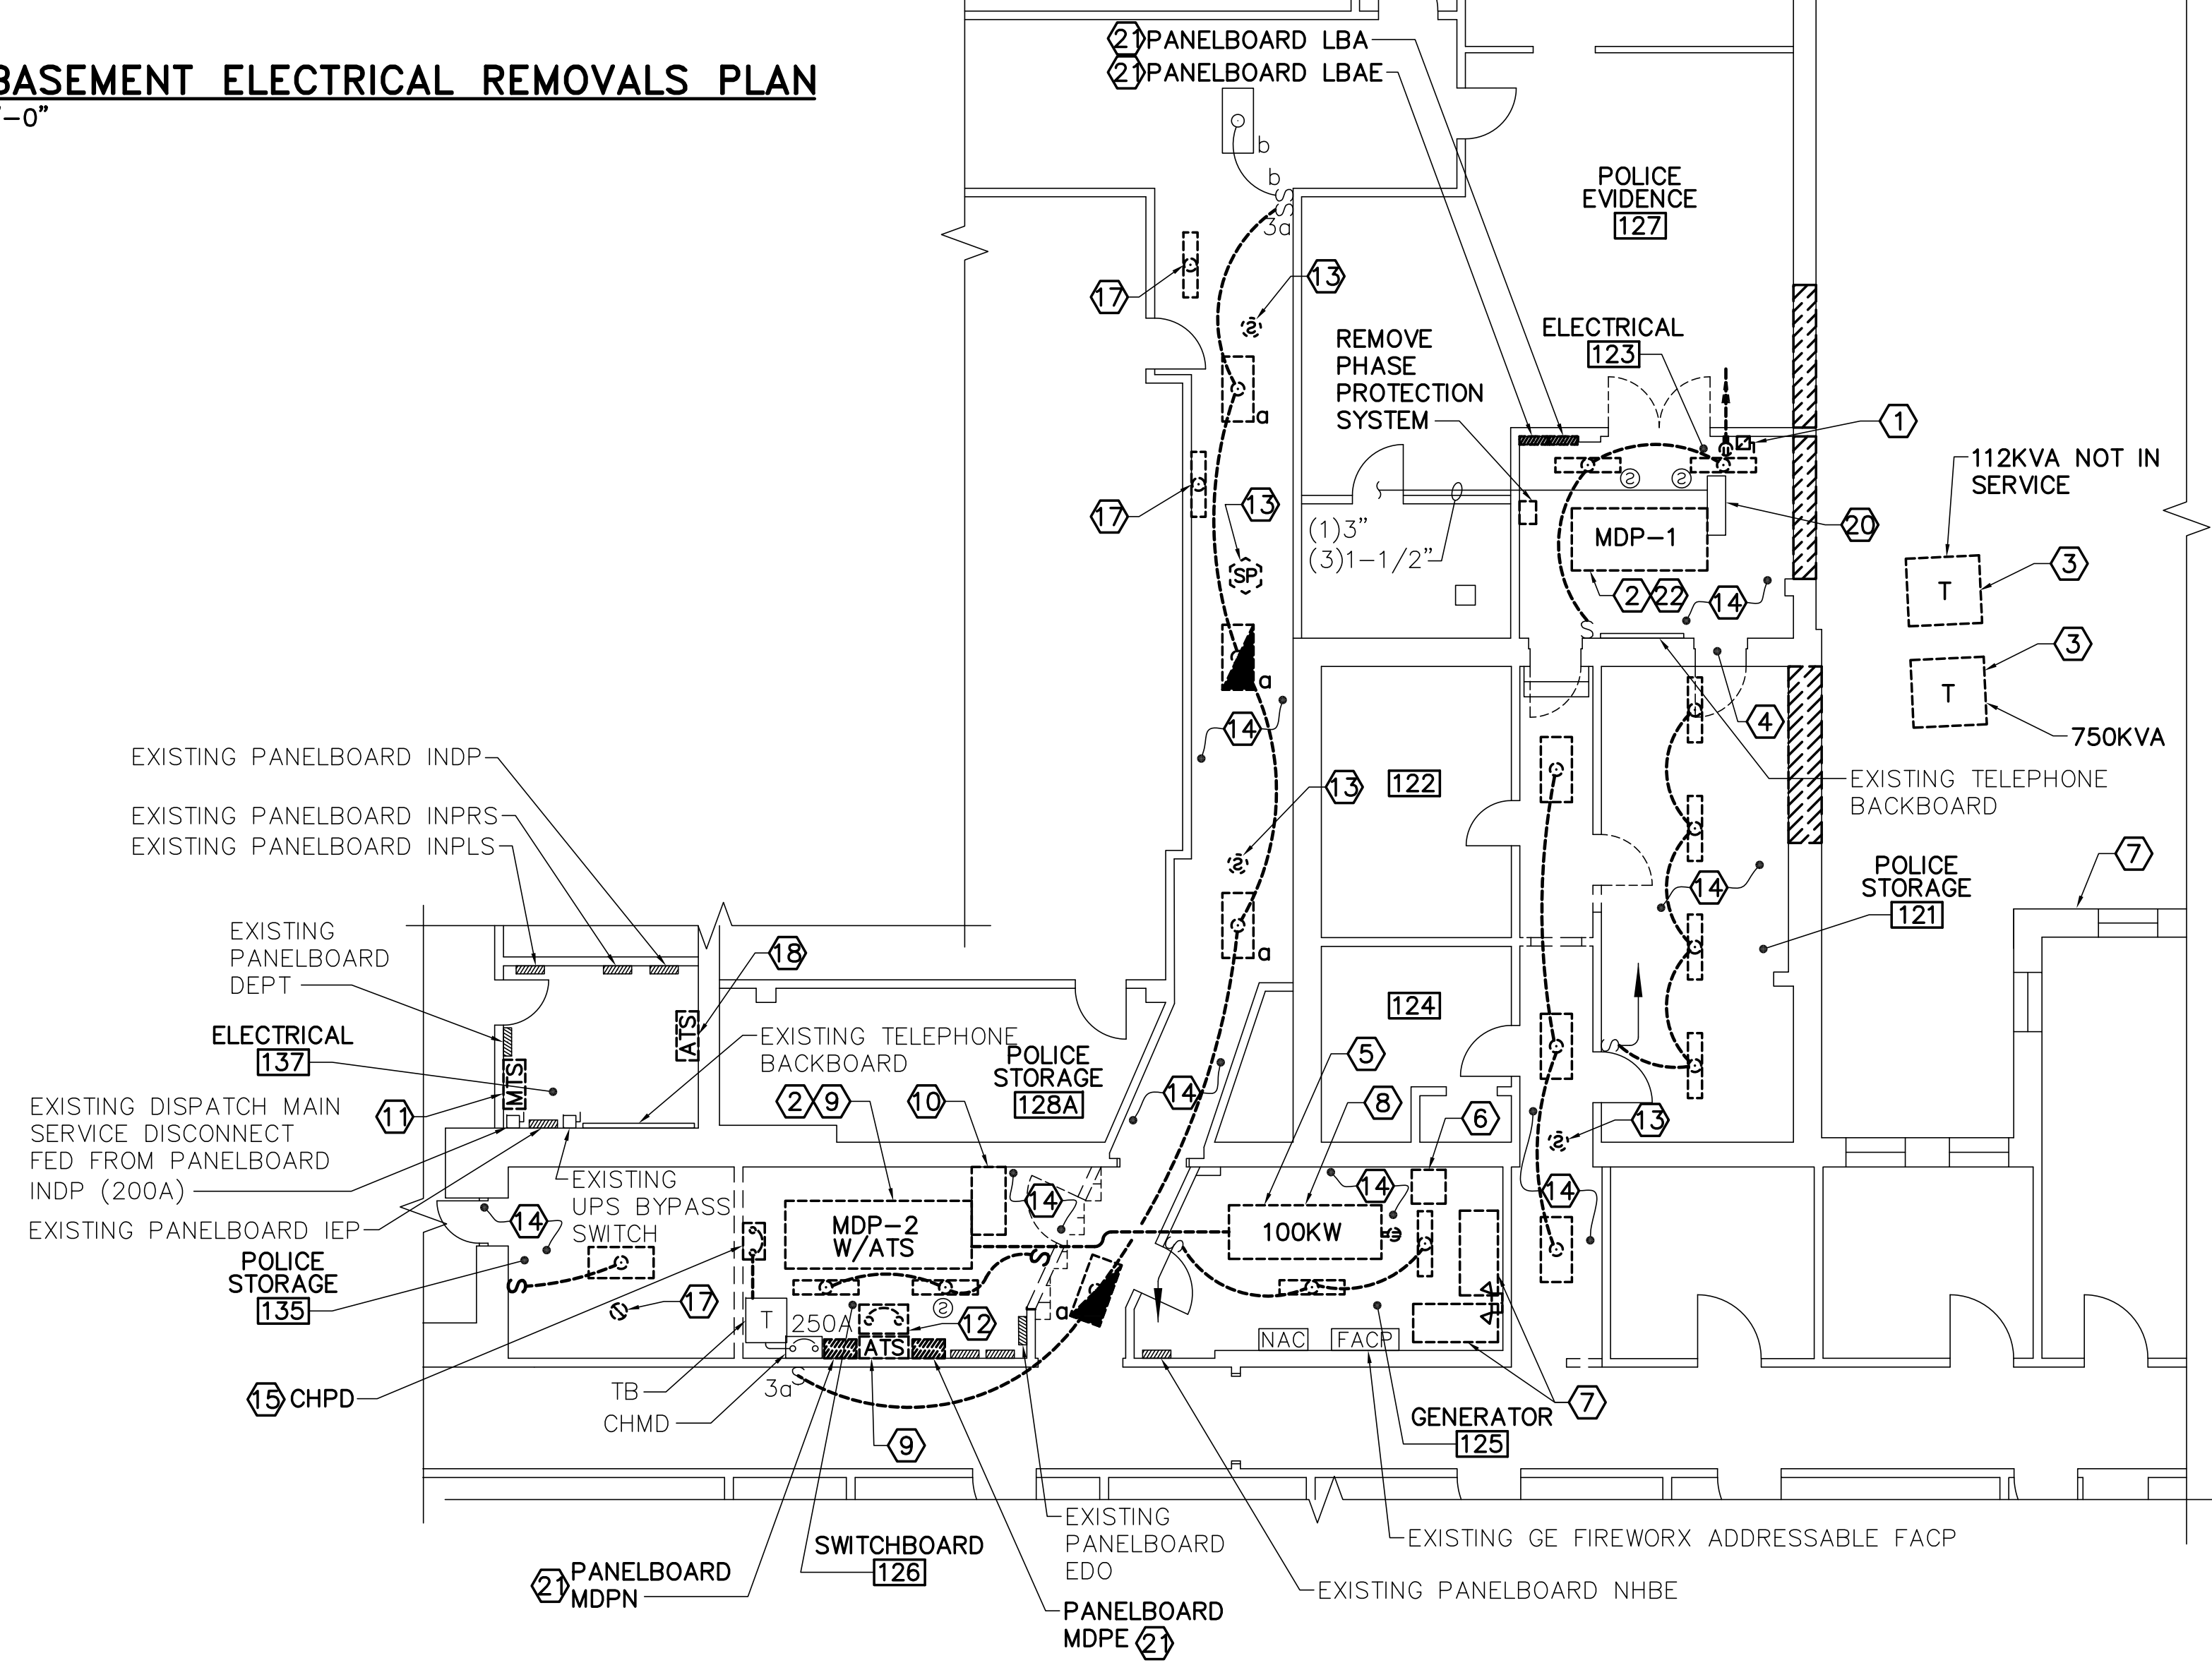 BASEMENT ELECTRICAL REMOVALS PLAN
'-0"
21 PANELBOARD LBA
21 PANELBOARD LBAE
b
b
S
S
3a
POLICE
EVIDENCE
127
17
13
ELECTRICAL
123
REMOVE
PHASE
PROTECTION
SYSTEM
S
a
1
112KVA NOT IN
SERVICE
17
13
S
S
(1)3"
(3)1-1/2"
MDP-1
20
SP
2 22
14
S
T
3
T
3
a
14
4
750KVA
EXISTING TELEPHONE
BACKBOARD
EXISTING PANELBOARD INDP
EXISTING PANELBOARD INPRS
EXISTING PANELBOARD INPLS
122
13
S
7
14
POLICE
STORAGE
121
EXISTING
PANELBOARD
DEPT
18
a
124
ELECTRICAL
137
ATS
MTS
EXISTING TELEPHONE
BACKBOARD
POLICE
STORAGE
128A
S
5
2 9
10
14
8
6
11
EXISTING DISPATCH MAIN
SERVICE DISCONNECT
FED FROM PANELBOARD
INDP (200A)
EXISTING PANELBOARD IEP
EXISTING
UPS BYPASS
SWITCH
S
13
14
14
14
14
MDP-2
W/ATS
100KW
S
S
POLICE
STORAGE
135
S
17
T
250A
S
12
ATS
a
NAC
FACP
3a
S
TB
CHMD
15 CHPD
9
7
GENERATOR
125
EXISTING
PANELBOARD
EDO
EXISTING GE FIREWORX ADDRESSABLE FACP
SWITCHBOARD
126
21 PANELBOARD
MDPN
EXISTING PANELBOARD NHBE
PANELBOARD
MDPE 21